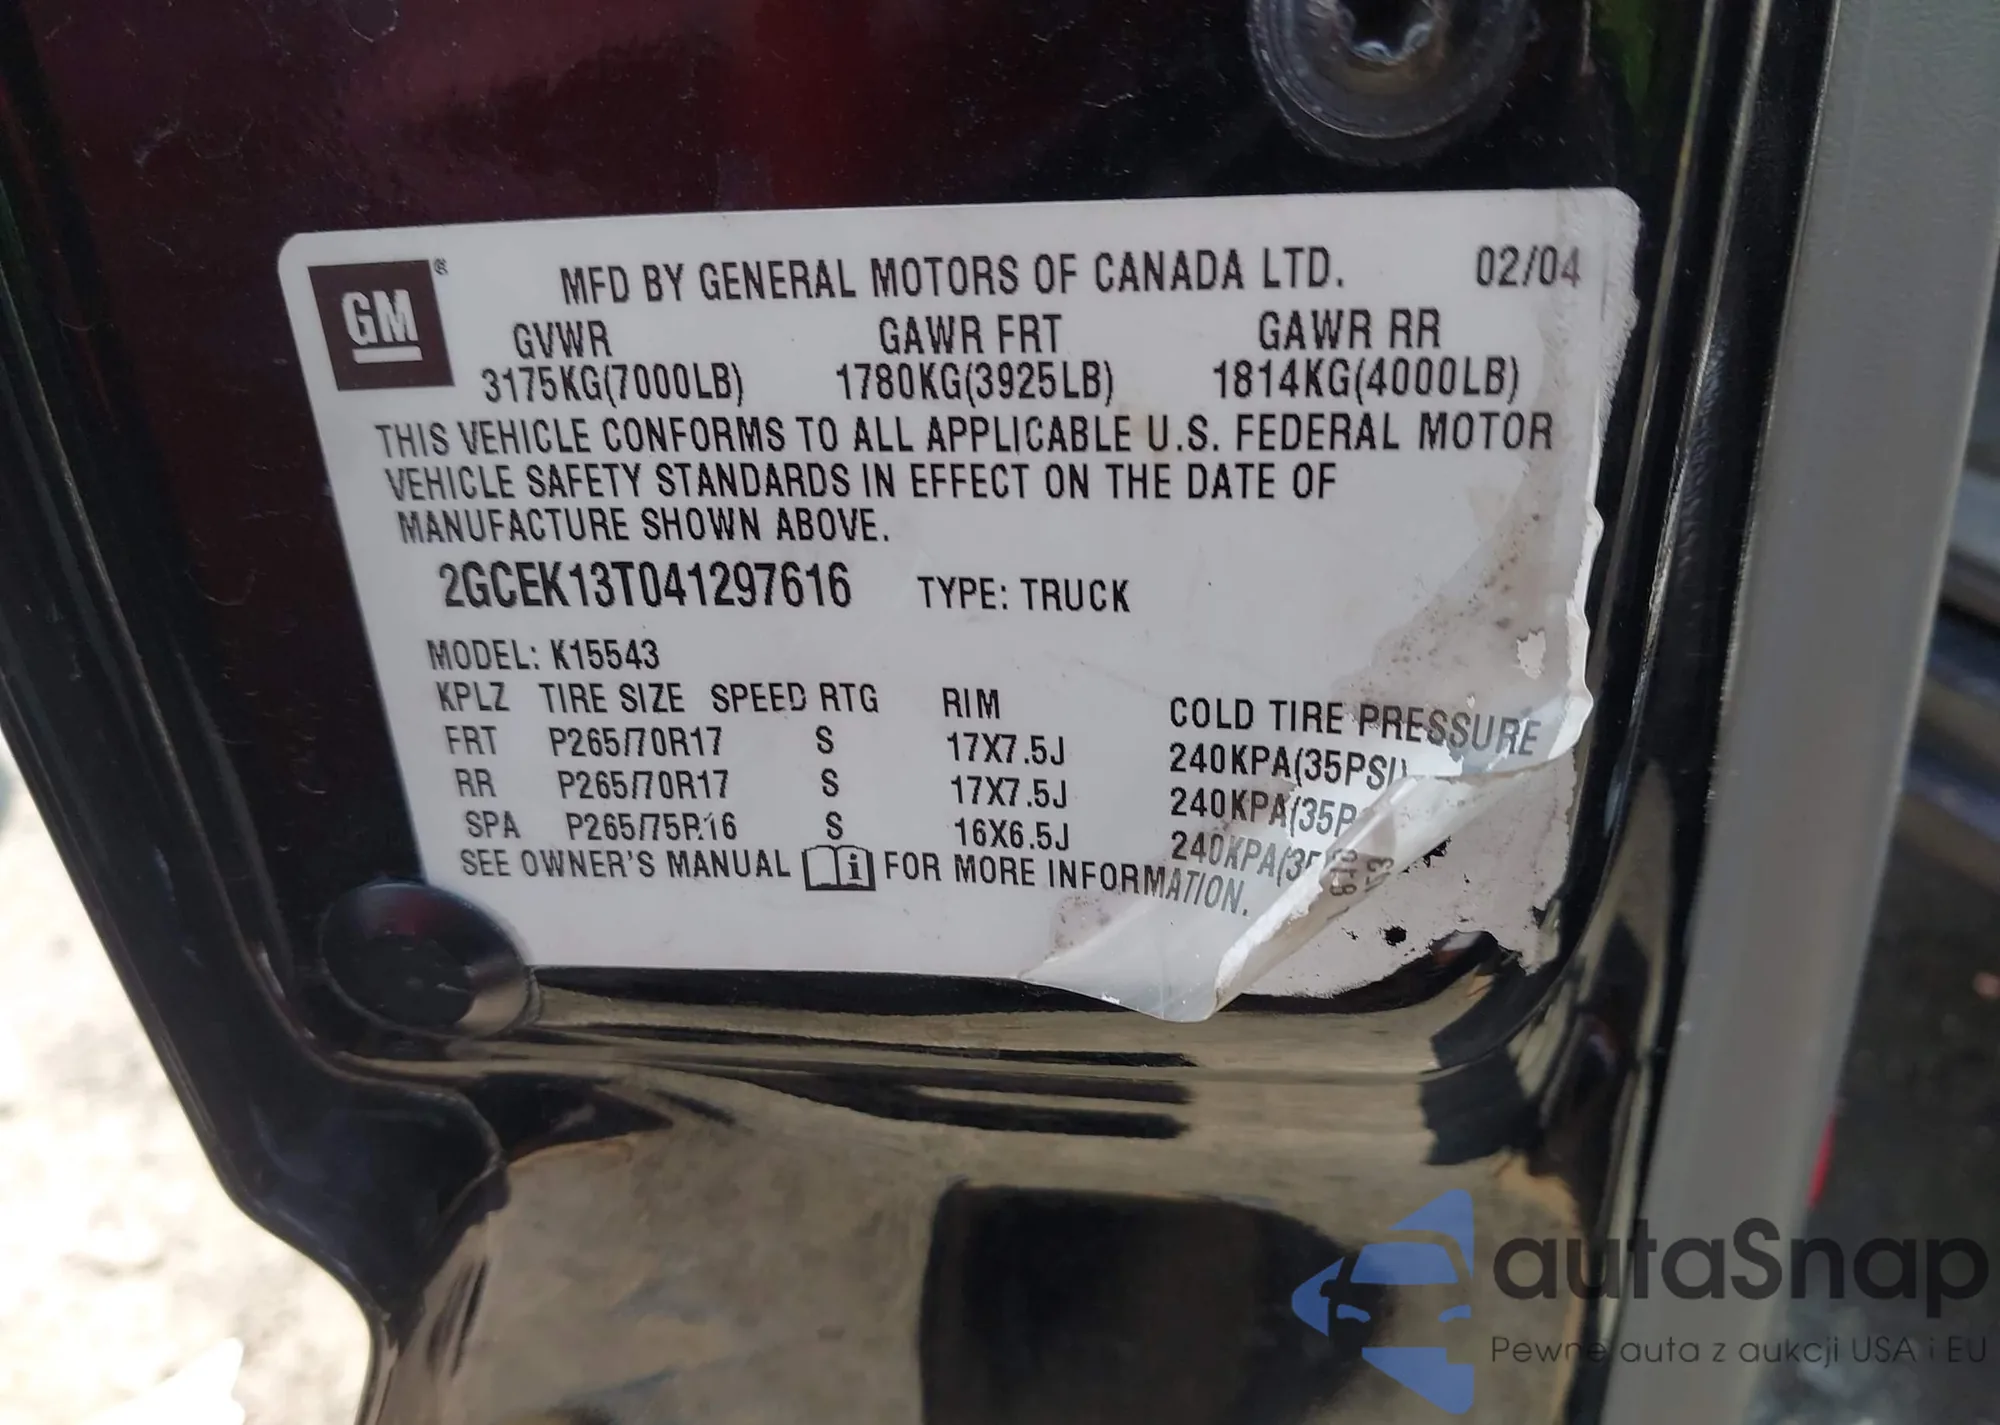 GM®
MFD BY GENERAL MOTORS OF CANADA LTD. 02/04
GVWR GAWR FRT GAWR RR
3175KG(7000LB) 1780KG(3925LB) 1814KG(4000LB)
THIS VEHICLE CONFORMS TO ALL APPLICABLE U.S. FEDERAL MOTOR
VEHICLE SAFETY STANDARDS IN EFFECT ON THE DATE OF
MANUFACTURE SHOWN ABOVE.
2GCEK13T041297616 TYPE: TRUCK
MODEL: K15543
KPLZ TIRE SIZE SPEED RTG RIM COLD TIRE PRESSURE
FRT P265/70R17 S 17X7.5J 240KPA(35PSI)
RR P265/70R17 S 17X7.5J 240KPA(35P
SPA P265/75R16 S 16X6.5J 240KPA(35
SEE OWNER'S MANUAL i FOR MORE INFORMATION.
autaSnap
Pewne auta z aukcji USA i EU